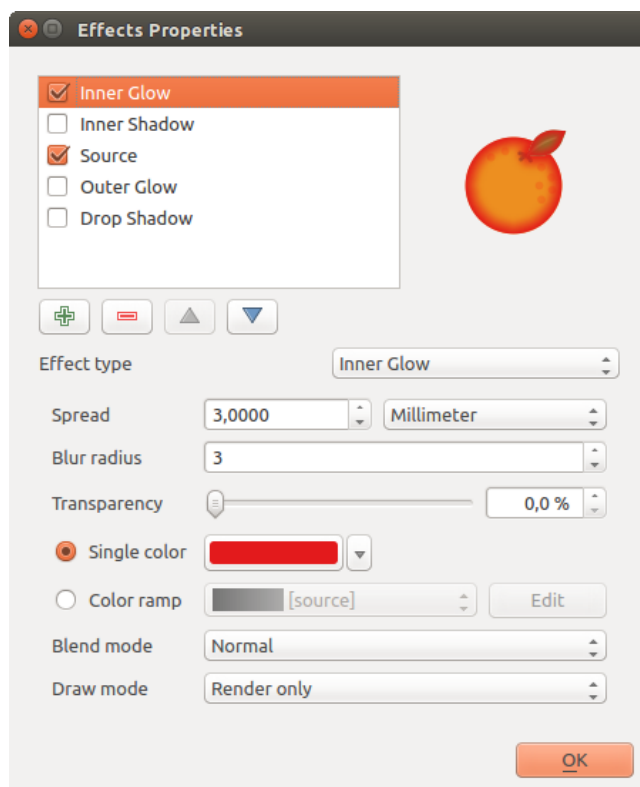 Effects Properties
Inner Glow
Inner Shadow
Source
Outer Glow
Drop Shadow
Effect type Inner Glow
Spread 3,0000 Millimeter
Blur radius 3
Transparency 0,0 %
Single color
Color ramp [source] Edit
Blend mode Normal
Draw mode Render only
OK